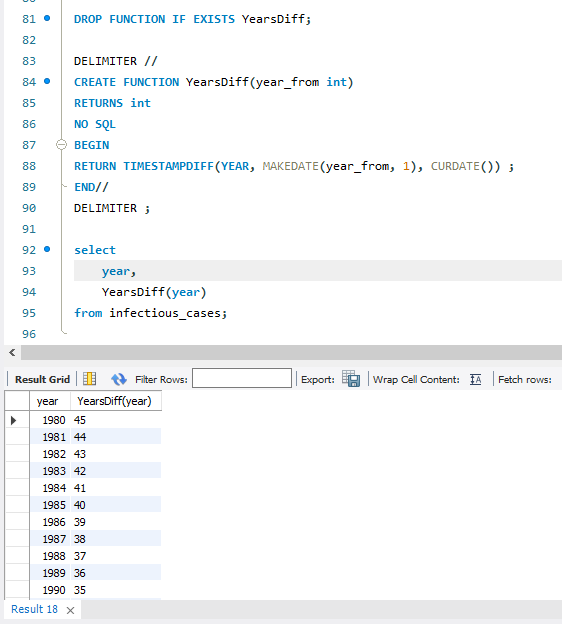 81 DROP FUNCTION IF EXISTS YearsDiff;
82
83 DELIMITER //
84 CREATE FUNCTION YearsDiff(year_from int)
85 RETURNS int
86 NO SQL
87 BEGIN
88 RETURN TIMESTAMPDIFF(YEAR, MAKEDATE(year_from, 1), CURDATE()) ;
89 END//
90 DELIMITER ;
91
92 select
93 year,
94 YearsDiff(year)
95 from infectious_cases;
96
Result Grid Filter Rows: Export: Wrap Cell Content: Fetch rows:
year YearsDiff(year)
1980 45
1981 44
1982 43
1983 42
1984 41
1985 40
1986 39
1987 38
1988 37
1989 36
1990 35
Result 18 ×